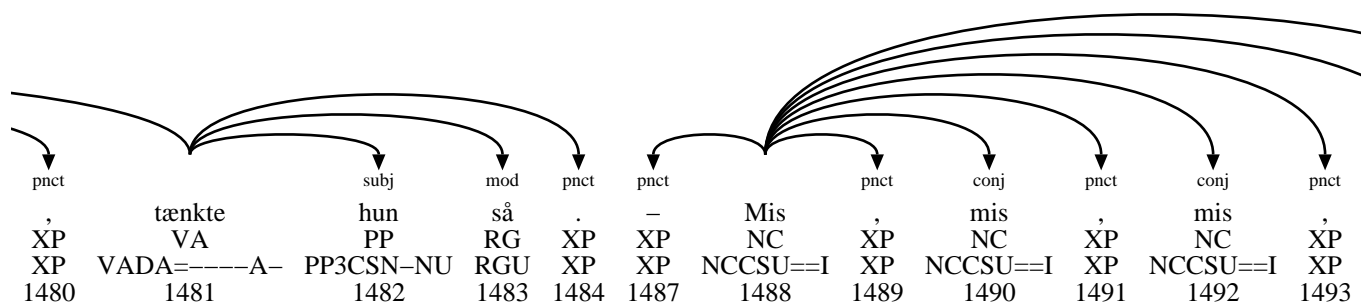 pnct subj mod pnct pnct pnct conj pnct conj pnct
, tænkte hun så . – Mis , mis , mis ,
XP VA PP RG XP XP NC XP NC XP NC XP
XP VADA=−−−−A− PP3CSN−NU RGU XP XP NCCSU==I XP NCCSU==I XP NCCSU==I XP
1480 1481 1482 1483 1484 1487 1488 1489 1490 1491 1492 1493